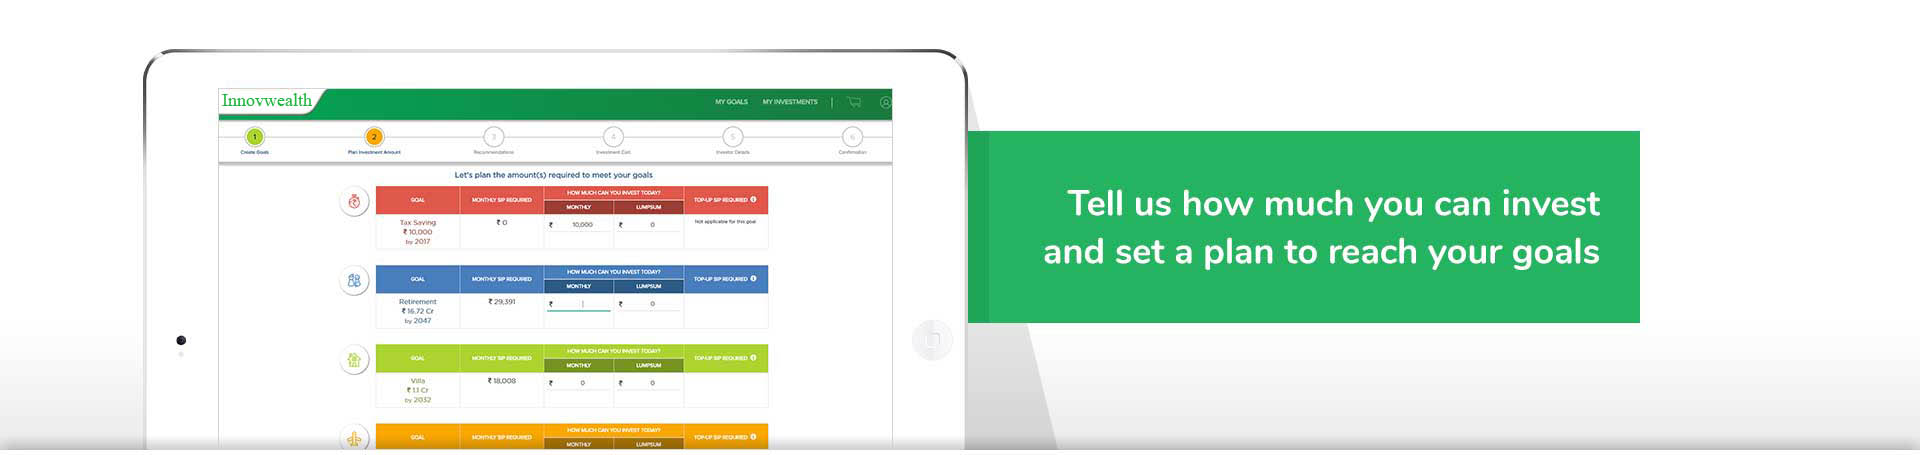 Innovwealth
MY GOALS MY INVESTMENTS
1 2 3 4 5 6
Create Goals Plan Investment Amount Recommendations Investment Cart Investor Details Confirmation
Let's plan the amount(s) required to meet your goals
GOAL MONTHLY SIP REQUIRED HOW MUCH CAN YOU INVEST TODAY? TOP-UP SIP REQUIRED
MONTHLY LUMPSUM
Tax Saving ₹ 0 ₹ 10,000 ₹ 0 Not applicable for this goal
₹ 10,000
by 2017
GOAL MONTHLY SIP REQUIRED HOW MUCH CAN YOU INVEST TODAY? TOP-UP SIP REQUIRED
MONTHLY LUMPSUM
Retirement ₹ 29,391 ₹ ₹ 0
₹ 16.72 Cr
by 2047
GOAL MONTHLY SIP REQUIRED HOW MUCH CAN YOU INVEST TODAY? TOP-UP SIP REQUIRED
MONTHLY LUMPSUM
Villa ₹ 18,008 ₹ 0 ₹ 0
₹ 1.1 Cr
by 2032
GOAL MONTHLY SIP REQUIRED HOW MUCH CAN YOU INVEST TODAY? TOP-UP SIP REQUIRED
MONTHLY LUMPSUM
Tell us how much you can invest
and set a plan to reach your goals